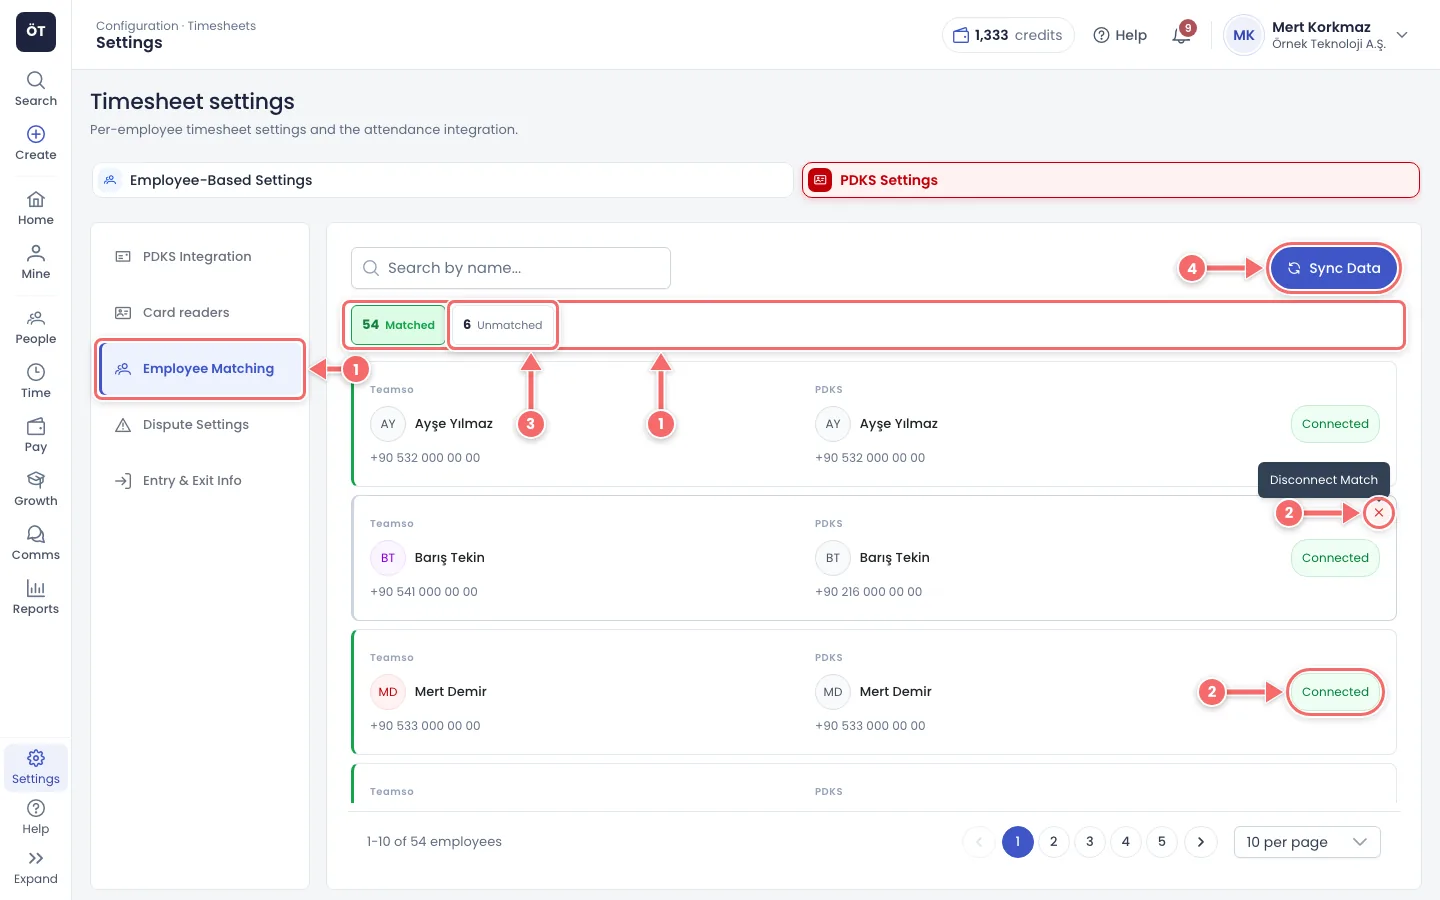 ÖT
Search
Create
Home
Mine
People
Time
Pay
Growth
Comms
Reports
Settings
Help
Expand
Configuration · Timesheets
Settings
1,333 credits
Help
9
MK
Mert Korkmaz
Örnek Teknoloji A.Ş.
Timesheet settings
Per-employee timesheet settings and the attendance integration.
Employee-Based Settings
PDKS Settings
PDKS Integration
Card readers
Employee Matching
Dispute Settings
Entry & Exit Info
1
Search by name...
4
Sync Data
54 Matched
6 Unmatched
3
1
Teamso
AY
Ayşe Yılmaz
+90 532 000 00 00
PDKS
AY
Ayşe Yılmaz
+90 532 000 00 00
Connected
Disconnect Match
2
Teamso
BT
Barış Tekin
+90 541 000 00 00
PDKS
BT
Barış Tekin
+90 216 000 00 00
Connected
Teamso
MD
Mert Demir
+90 533 000 00 00
PDKS
MD
Mert Demir
+90 533 000 00 00
2
Connected
Teamso
PDKS
1-10 of 54 employees
1
2
3
4
5
10 per page